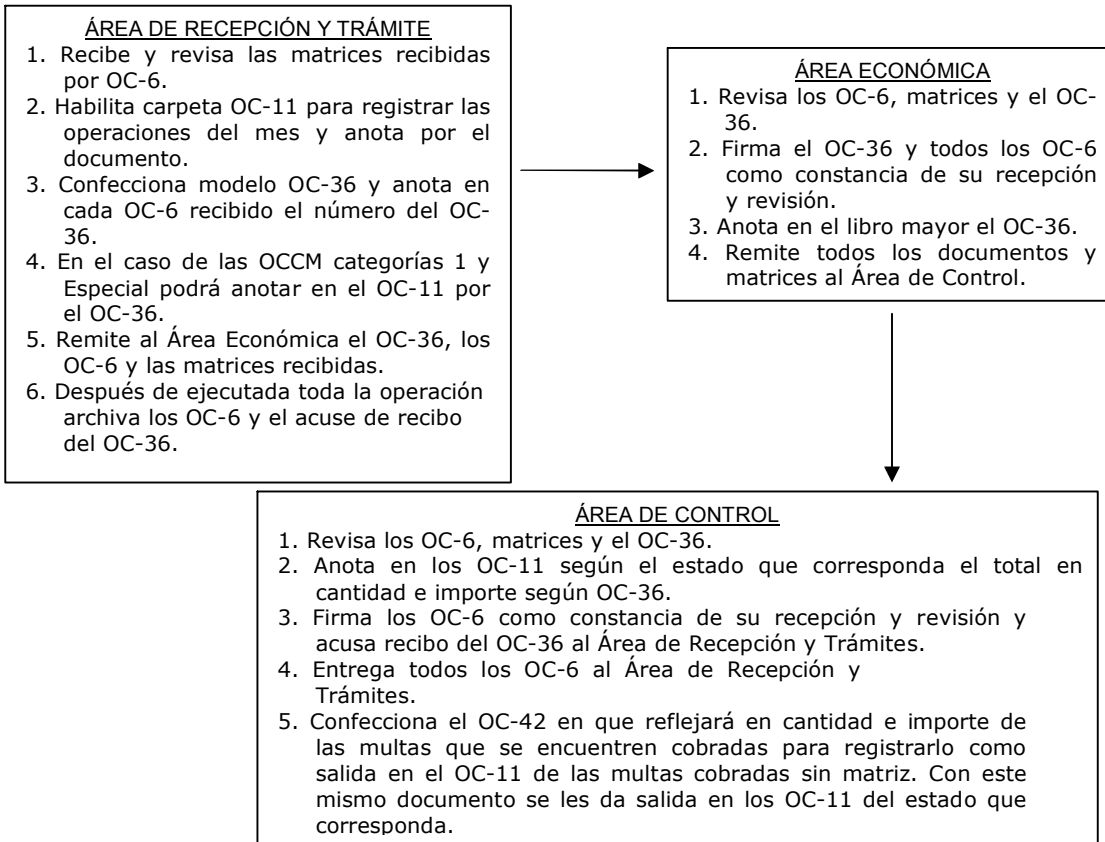 ÁREA DE RECEPCIÓN Y TRÁMITE
1. Recibe y revisa las matrices recibidas
por OC-6.
2. Habilita carpeta OC-11 para registrar las
operaciones del mes y anota por el
documento.
3. Confecciona modelo OC-36 y anota en
cada OC-6 recibido el número del OC-
36.
4. En el caso de las OCCM categorías 1 y
Especial podrá anotar en el OC-11 por
el OC-36.
5. Remite al Área Económica el OC-36, los
OC-6 y las matrices recibidas.
6. Después de ejecutada toda la operación
archiva los OC-6 y el acuse de recibo
del OC-36.
ÁREA ECONÓMICA
1. Revisa los OC-6, matrices y el OC-
36.
2. Firma el OC-36 y todos los OC-6
como constancia de su recepción
y revisión.
3. Anota en el libro mayor el OC-36.
4. Remite todos los documentos y
matrices al Área de Control.
ÁREA DE CONTROL
1. Revisa los OC-6, matrices y el OC-36.
2. Anota en los OC-11 según el estado que corresponda el total en
cantidad e importe según OC-36.
3. Firma los OC-6 como constancia de su recepción y revisión y
acusa recibo del OC-36 al Área de Recepción y Trámites.
4. Entrega todos los OC-6 al Área de Recepción y
Trámites.
5. Confecciona el OC-42 en que reflejará en cantidad e importe de
las multas que se encuentren cobradas para registrarlo como
salida en el OC-11 de las multas cobradas sin matriz. Con este
mismo documento se les da salida en los OC-11 del estado que
corresponda.